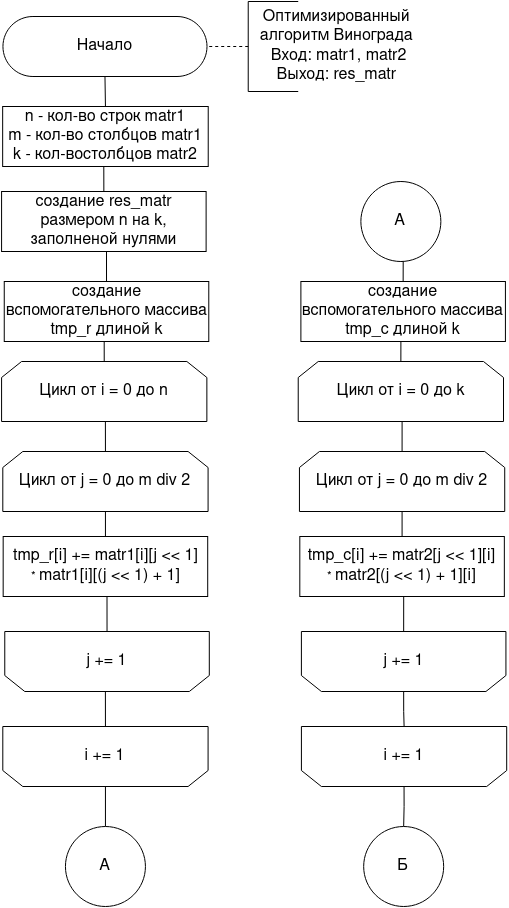 Начало
Оптимизированный
алгоритм Винограда
Вход: matr1, matr2
Выход: res_matr
n - кол-во строк matr1
m - кол-во столбцов matr1
k - кол-востолбцов matr2
создание res_matr
размером n на k,
заполненой нулями
создание
вспомогательного массива
tmp_r длиной k
Цикл от i = 0 до n
Цикл от j = 0 до m div 2
tmp_r[i] += matr1[i][j << 1]
* matr1[i][(j << 1) + 1]
j += 1
i += 1
А
А
создание
вспомогательного массива
tmp_c длиной k
Цикл от i = 0 до k
Цикл от j = 0 до m div 2
tmp_c[i] += matr2[j << 1][i]
* matr2[(j << 1) + 1][i]
j += 1
i += 1
Б